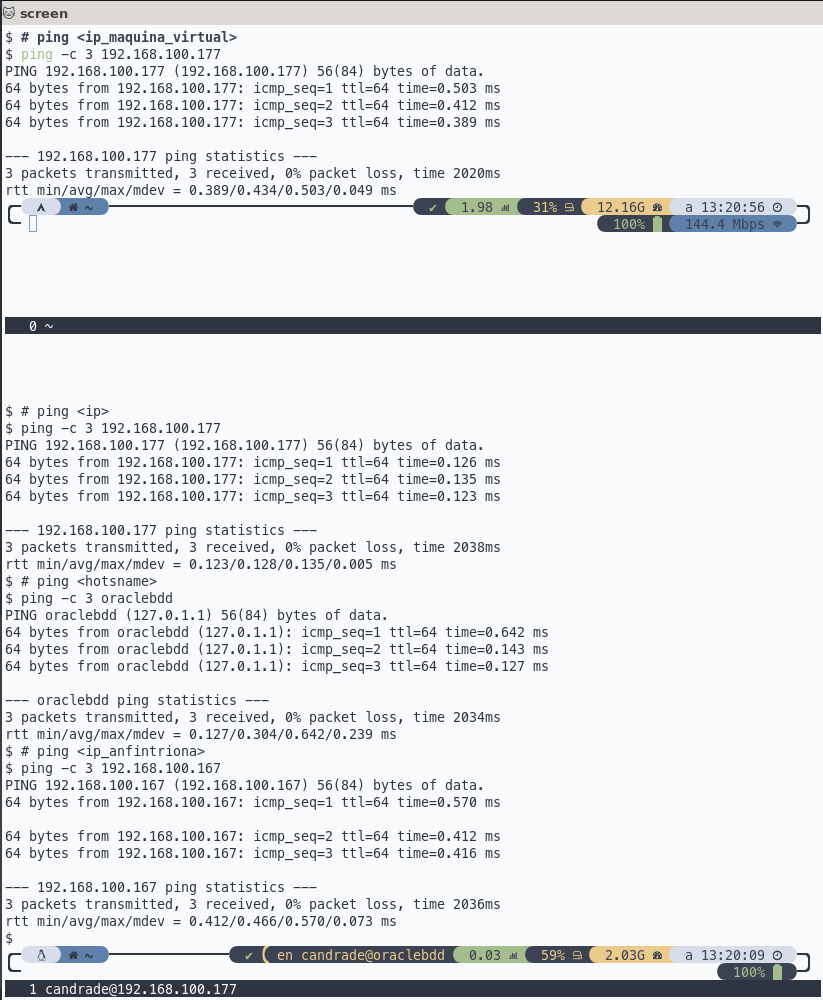 screen
$ # ping <ip_maquina_virtual>
$ ping -c 3 192.168.100.177
PING 192.168.100.177 (192.168.100.177) 56(84) bytes of data.
64 bytes from 192.168.100.177: icmp_seq=1 ttl=64 time=0.503 ms
64 bytes from 192.168.100.177: icmp_seq=2 ttl=64 time=0.412 ms
64 bytes from 192.168.100.177: icmp_seq=3 ttl=64 time=0.389 ms
--- 192.168.100.177 ping statistics ---
3 packets transmitted, 3 received, 0% packet loss, time 2020ms
rtt min/avg/max/mdev = 0.389/0.434/0.503/0.049 ms
~ ✔ 1.98 31% 12.16G a 13:20:56
100% 144.4 Mbps
0 ~
$ # ping <ip>
$ ping -c 3 192.168.100.177
PING 192.168.100.177 (192.168.100.177) 56(84) bytes of data.
64 bytes from 192.168.100.177: icmp_seq=1 ttl=64 time=0.126 ms
64 bytes from 192.168.100.177: icmp_seq=2 ttl=64 time=0.135 ms
64 bytes from 192.168.100.177: icmp_seq=3 ttl=64 time=0.123 ms
--- 192.168.100.177 ping statistics ---
3 packets transmitted, 3 received, 0% packet loss, time 2038ms
rtt min/avg/max/mdev = 0.123/0.128/0.135/0.005 ms
$ # ping <hotsname>
$ ping -c 3 oraclebdd
PING oraclebdd (127.0.1.1) 56(84) bytes of data.
64 bytes from oraclebdd (127.0.1.1): icmp_seq=1 ttl=64 time=0.642 ms
64 bytes from oraclebdd (127.0.1.1): icmp_seq=2 ttl=64 time=0.143 ms
64 bytes from oraclebdd (127.0.1.1): icmp_seq=3 ttl=64 time=0.127 ms
--- oraclebdd ping statistics ---
3 packets transmitted, 3 received, 0% packet loss, time 2034ms
rtt min/avg/max/mdev = 0.127/0.304/0.642/0.239 ms
$ # ping <ip_anfintriona>
$ ping -c 3 192.168.100.167
PING 192.168.100.167 (192.168.100.167) 56(84) bytes of data.
64 bytes from 192.168.100.167: icmp_seq=1 ttl=64 time=0.570 ms
64 bytes from 192.168.100.167: icmp_seq=2 ttl=64 time=0.412 ms
64 bytes from 192.168.100.167: icmp_seq=3 ttl=64 time=0.416 ms
--- 192.168.100.167 ping statistics ---
3 packets transmitted, 3 received, 0% packet loss, time 2036ms
rtt min/avg/max/mdev = 0.412/0.466/0.570/0.073 ms
$
~ ✔ en candrade@oraclebdd 0.03 59% 2.03G a 13:20:09
100%
1 candrade@192.168.100.177